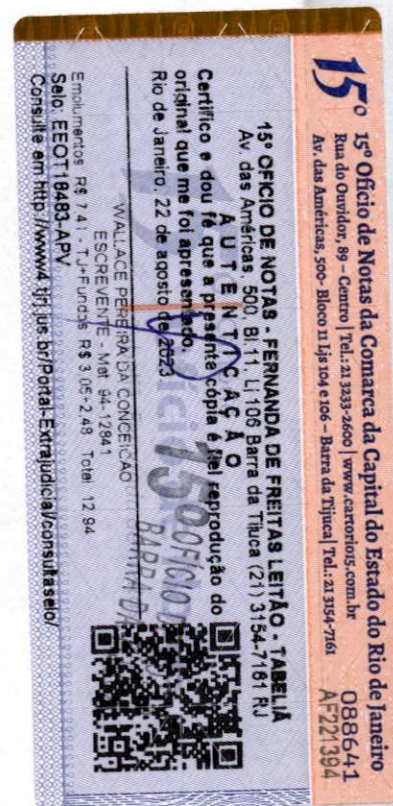 15º 15º Ofício de Notas da Comarca da Capital do Estado do Rio de Janeiro
Rua do Ouvidor, 89 – Centro | Tel.: 21 3233-2600 | www.cartorio15.com.br
Av. das Américas, 500 - Bloco 11 Ljs 104 e 106 – Barra da Tijuca | Tel.: 21 3154-7161
088641
AF221394
15º OFICIO DE NOTAS - FERNANDA DE FREITAS LEITÃO - TABELIÃ
Av. das Américas, 500, Bl.11, Lj 106 Barra da Tijuca (21) 3154-7161 RJ
AUTENTICAÇÃO
Certifico e dou fé que a presente cópia é fiel reprodução do
original que me foi apresentado.
Rio de Janeiro, 22 de agosto de 2023
WALLACE PEREIRA DA CONCEICAO
ESCREVENTE - Mat 94-12841
Emolumentos R$ 7.41 - TJ+Fundos R$ 3.05+2.48 Total 12.94
Selo: EEOT18483-APV
Consulte em http://www4.tjrj.us.br/Portal-Extrajudicial/consultaselo/
15º OFÍCIO D
BARRA DA